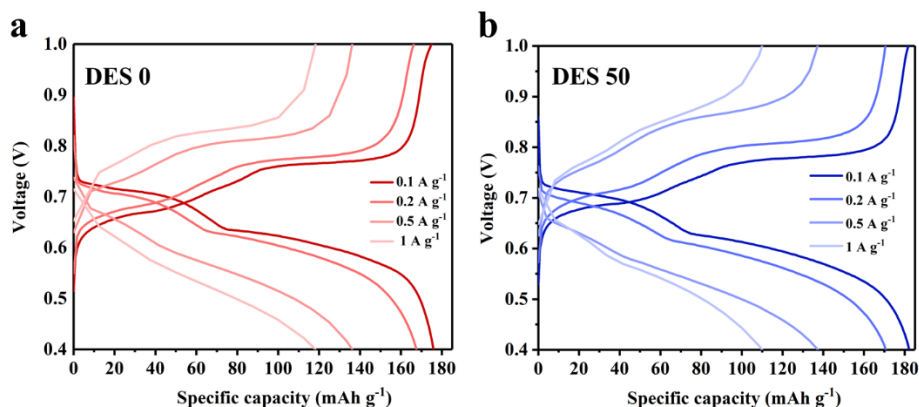 a
DES 0
Voltage (V)
1.0
0.9
0.8
0.7
0.6
0.5
0.4
0.1 A g⁻¹
0.2 A g⁻¹
0.5 A g⁻¹
1 A g⁻¹
0 20 40 60 80 100 120 140 160 180
Specific capacity (mAh g⁻¹)
b
DES 50
Voltage (V)
1.0
0.9
0.8
0.7
0.6
0.5
0.4
0.1 A g⁻¹
0.2 A g⁻¹
0.5 A g⁻¹
1 A g⁻¹
0 20 40 60 80 100 120 140 160 180
Specific capacity (mAh g⁻¹)